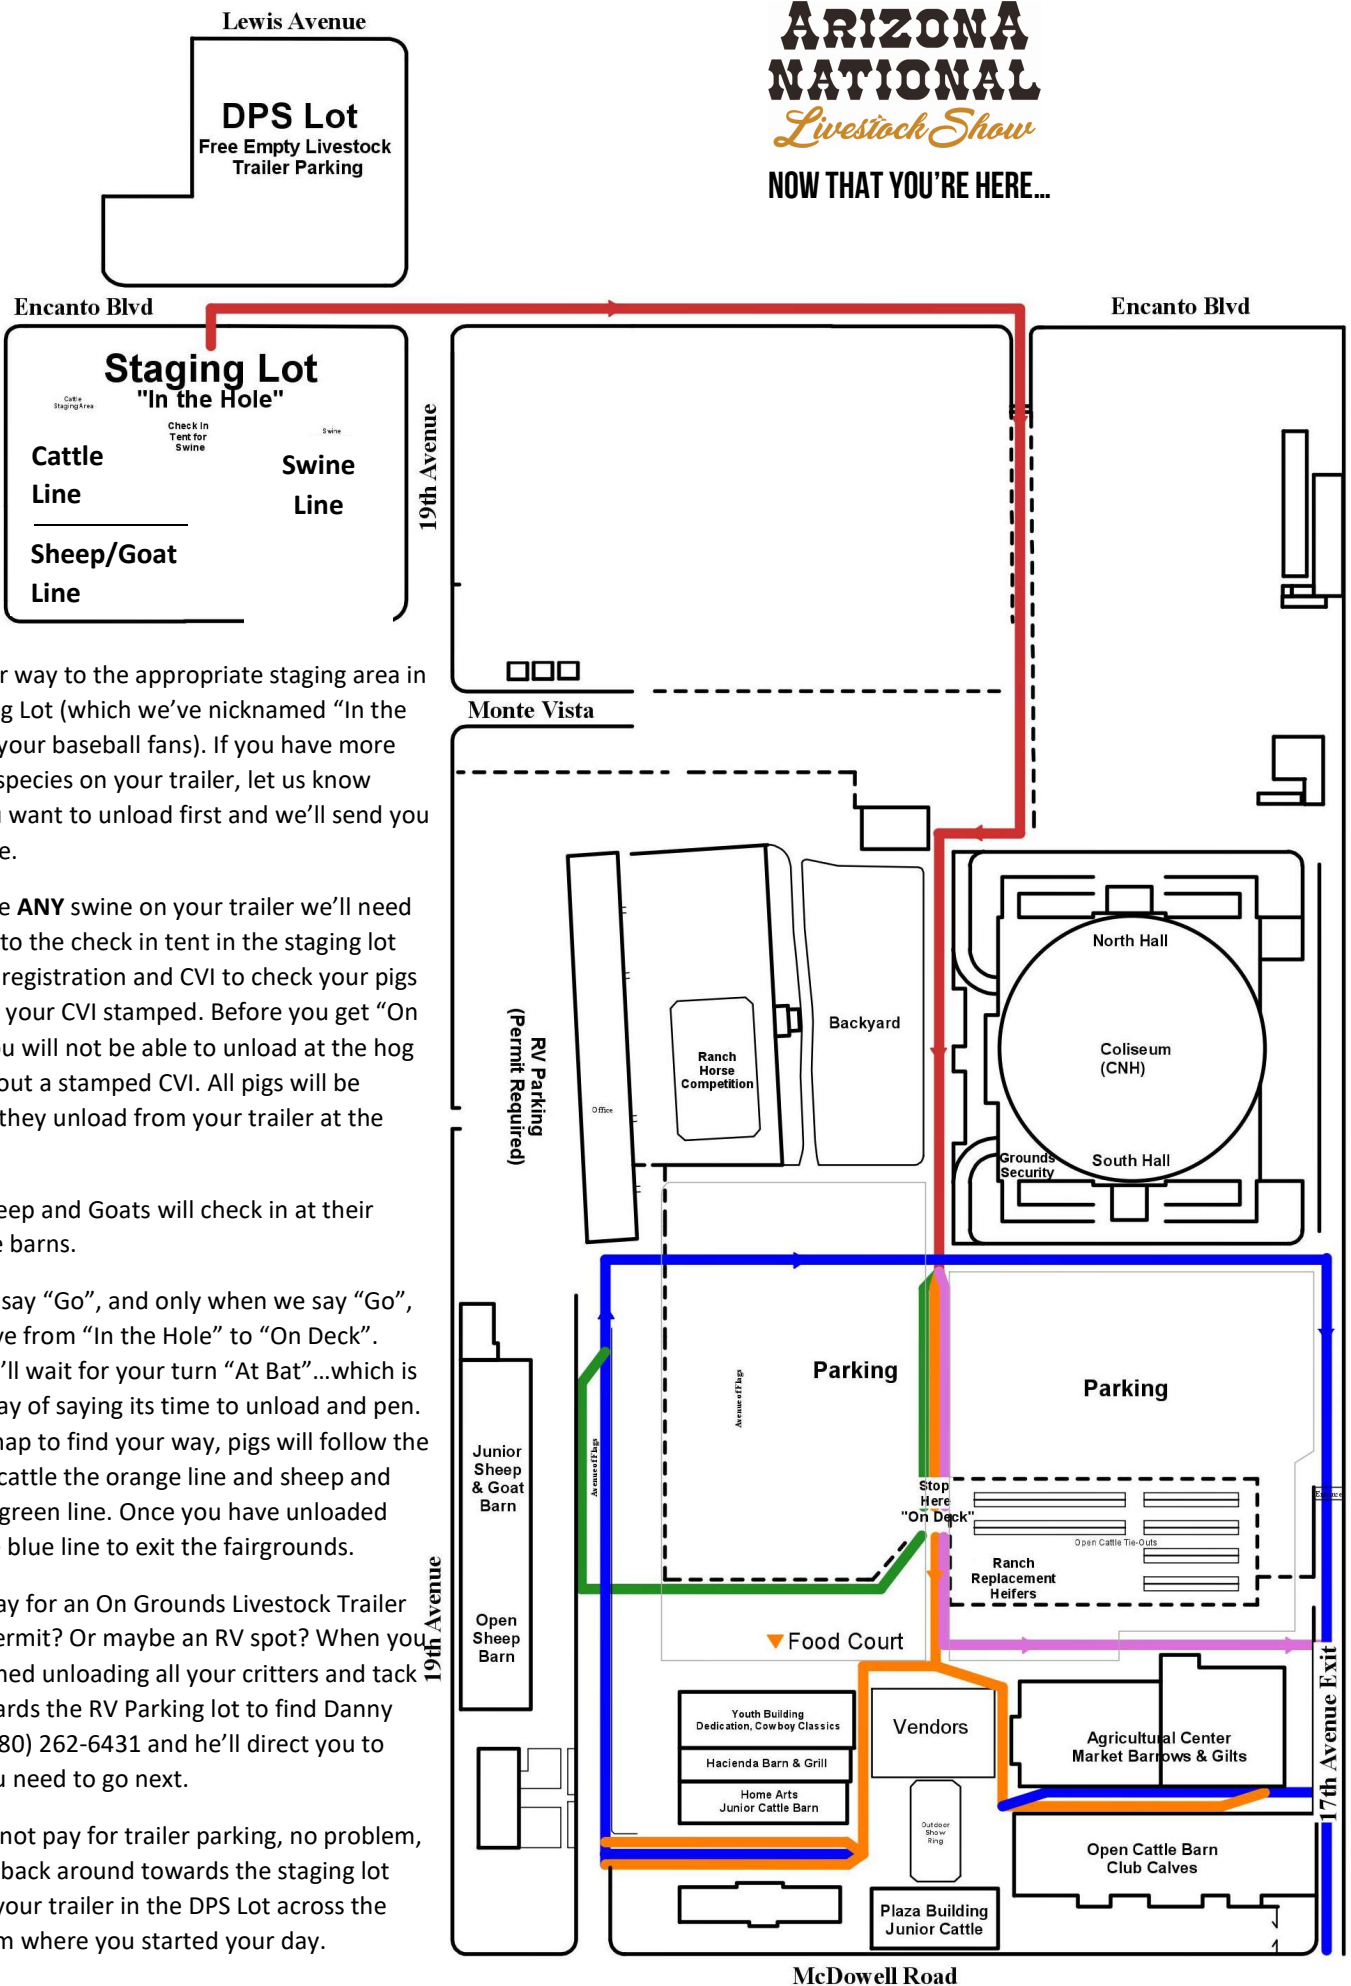 Lewis Avenue
ARIZONA
NATIONAL
Livestock Show
NOW THAT YOU'RE HERE...
DPS Lot
Free Empty Livestock
Trailer Parking
Encanto Blvd
Encanto Blvd
Staging Lot
"In the Hole"
Cattle
Staging Area
Check In
Tent for
Swine
Swine
Cattle
Line
Swine
Line
Sheep/Goat
Line
19th Avenue
r way to the appropriate staging area in
g Lot (which we've nicknamed "In the
your baseball fans). If you have more
species on your trailer, let us know
u want to unload first and we'll send you
e.
e ANY swine on your trailer we'll need
to the check in tent in the staging lot
registration and CVI to check your pigs
your CVI stamped. Before you get "On
ou will not be able to unload at the hog
out a stamped CVI. All pigs will be
they unload from your trailer at the
eep and Goats will check in at their
e barns.
say "Go", and only when we say "Go",
ve from "In the Hole" to "On Deck".
'll wait for your turn "At Bat"...which is
ay of saying its time to unload and pen.
nap to find your way, pigs will follow the
cattle the orange line and sheep and
green line. Once you have unloaded
e blue line to exit the fairgrounds.
ay for an On Grounds Livestock Trailer
ermit? Or maybe an RV spot? When you
ned unloading all your critters and tack
ards the RV Parking lot to find Danny
80) 262-6431 and he'll direct you to
u need to go next.
not pay for trailer parking, no problem,
back around towards the staging lot
your trailer in the DPS Lot across the
m where you started your day.
Monte Vista
RV Parking
(Permit Required)
Office
Ranch
Horse
Competition
Backyard
North Hall
Coliseum
(CNH)
Grounds
Security
South Hall
Parking
Parking
Avenue of Flags
Avenue of Flags
Junior
Sheep
& Goat
Barn
Open
Sheep
Barn
19th Avenue
Stop
Here
"On Deck"
Open Cattle Tie-Outs
Ranch
Replacement
Heifers
Entrance
Food Court
Youth Building
Dedication, Cowboy Classics
Hacienda Barn & Grill
Home Arts
Junior Cattle Barn
Vendors
Outdoor
Show
Ring
Agricultural Center
Market Barrows & Gilts
17th Avenue Exit
Open Cattle Barn
Club Calves
Plaza Building
Junior Cattle
McDowell Road